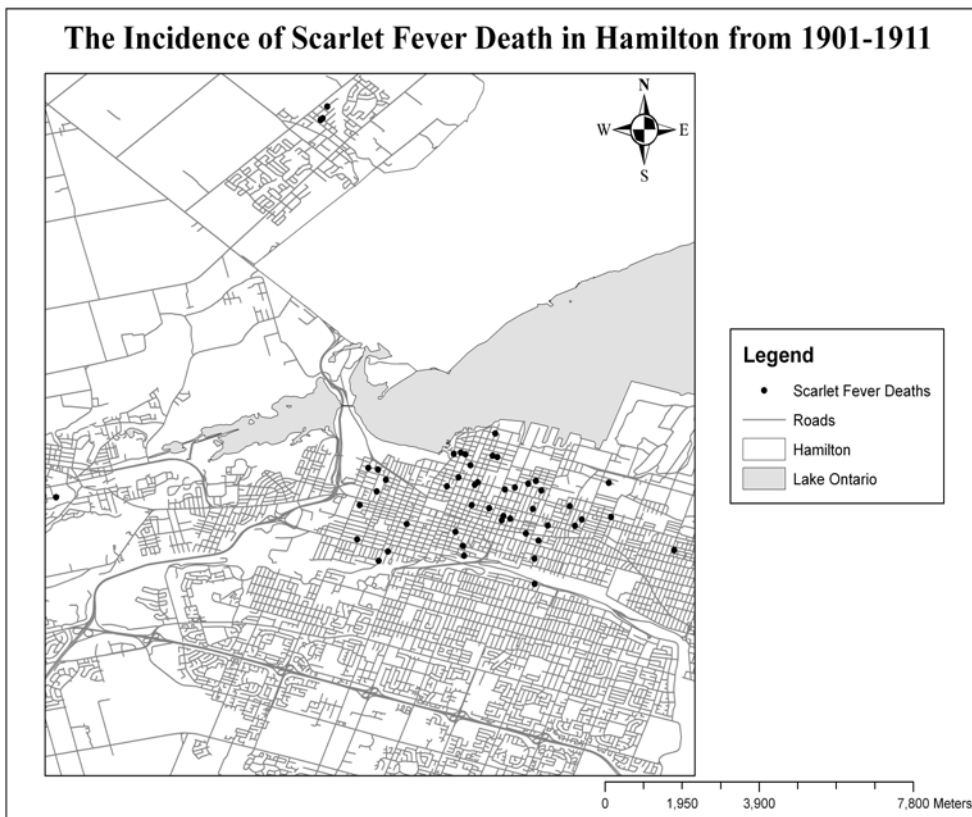 The Incidence of Scarlet Fever Death in Hamilton from 1901-1911
N
W E
S
Legend
Scarlet Fever Deaths
Roads
Hamilton
Lake Ontario
0 1,950 3,900 7,800 Meters